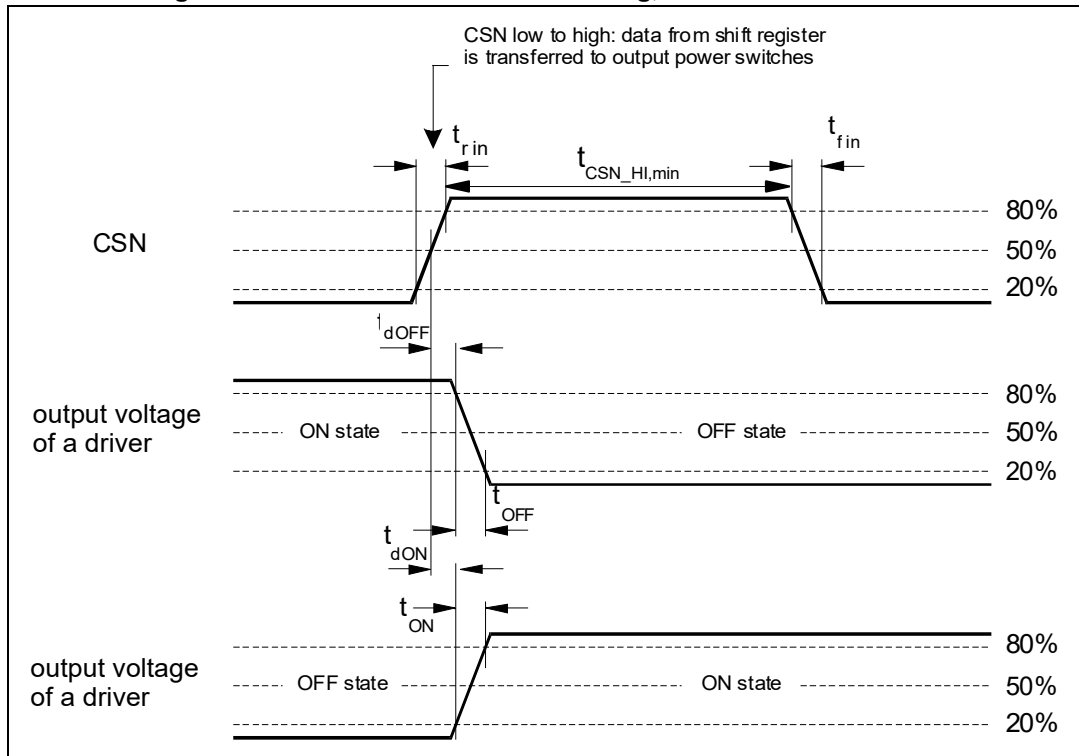 CSN low to high: data from shift register
is transferred to output power switches
t r in
t CSN_HI,min
t f in
CSN
80%
50%
20%
t dOFF
output voltage
of a driver
ON state
OFF state
80%
50%
20%
t OFF
t dON
t ON
output voltage
of a driver
OFF state
ON state
80%
50%
20%